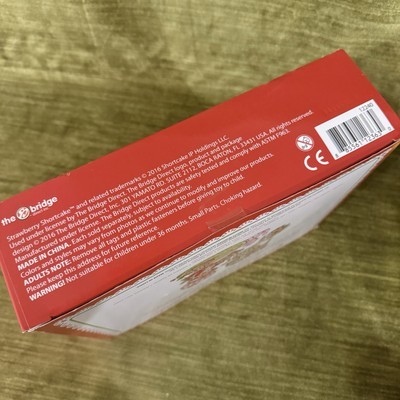 the bridge
Strawberry Shortcake™ and related trademarks © 2016 Shortcake IP Holdings LLC.
Used under license by The Bridge Direct. The Bridge Direct logo, product and package
design © 2016 The Bridge Direct, Inc. 301 YAMATO RD, SUITE 2112, BOCA RATON, FL 33431 USA. All rights reserved.
Manufactured under license. The Bridge Direct products are safety tested and comply with ASTM F963.
MADE IN CHINA. Each sold separately, subject to availability.
Colors and styles may vary from photos, as we continue to modify and improve our products.
ADULTS NOTE: Remove all tags and plastic fasteners before giving toy to child.
Please keep this address for future reference.
WARNING! Not suitable for children under 36 months. Small Parts. Choking hazard.
CE
12240